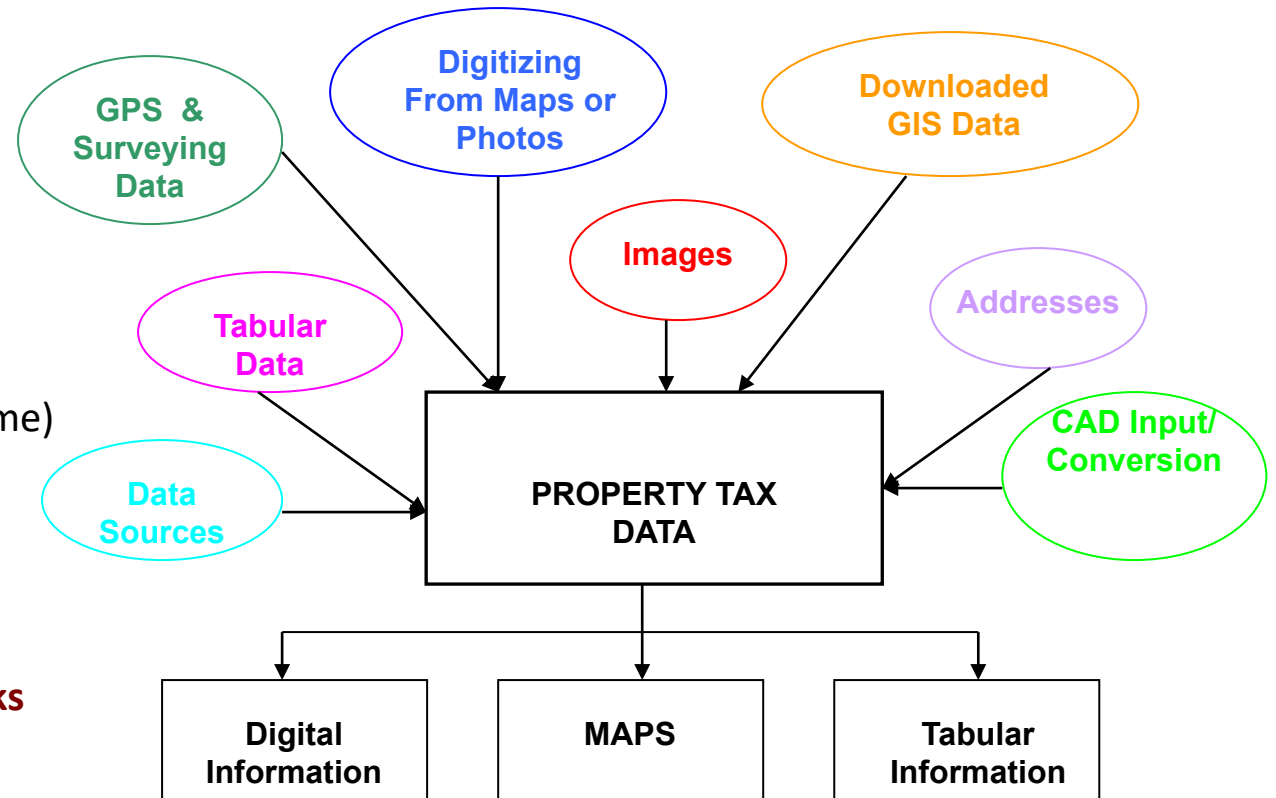 GPS &
Surveying
Data
Digitizing
From Maps or
Photos
Downloaded
GIS Data
Images
Addresses
Tabular
Data
me)
CAD Input/
Conversion
Data
Sources
PROPERTY TAX
DATA
ks
Digital
Information
MAPS
Tabular
Information